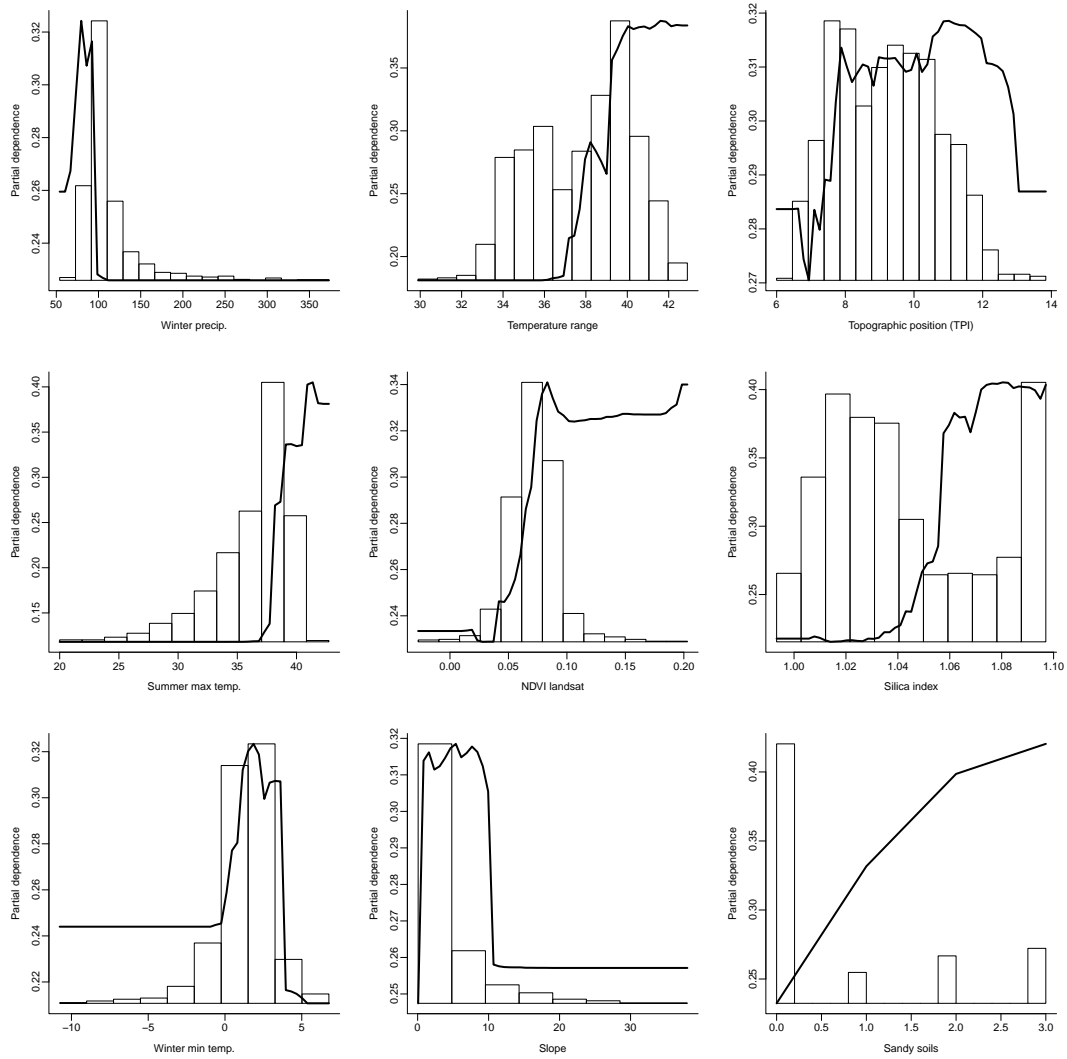 Partial dependence
0.24 0.26 0.28 0.30 0.32
50 100 150 200 250 300 350
Winter precip.
Partial dependence
0.20 0.25 0.30 0.35
30 32 34 36 38 40 42
Temperature range
Partial dependence
0.27 0.28 0.29 0.30 0.31 0.32
6 8 10 12 14
Topographic position (TPI)
Partial dependence
0.15 0.20 0.25 0.30 0.35 0.40
20 25 30 35 40
Summer max temp.
Partial dependence
0.24 0.26 0.28 0.30 0.32 0.34
0.00 0.05 0.10 0.15 0.20
NDVI landsat
Partial dependence
0.25 0.30 0.35 0.40
1.00 1.02 1.04 1.06 1.08 1.10
Silica index
Partial dependence
0.22 0.24 0.26 0.28 0.30 0.32
−10 −5 0 5
Winter min temp.
Partial dependence
0.25 0.26 0.27 0.28 0.29 0.30 0.31 0.32
0 10 20 30
Slope
Partial dependence
0.25 0.30 0.35 0.40
0.0 0.5 1.0 1.5 2.0 2.5 3.0
Sandy soils